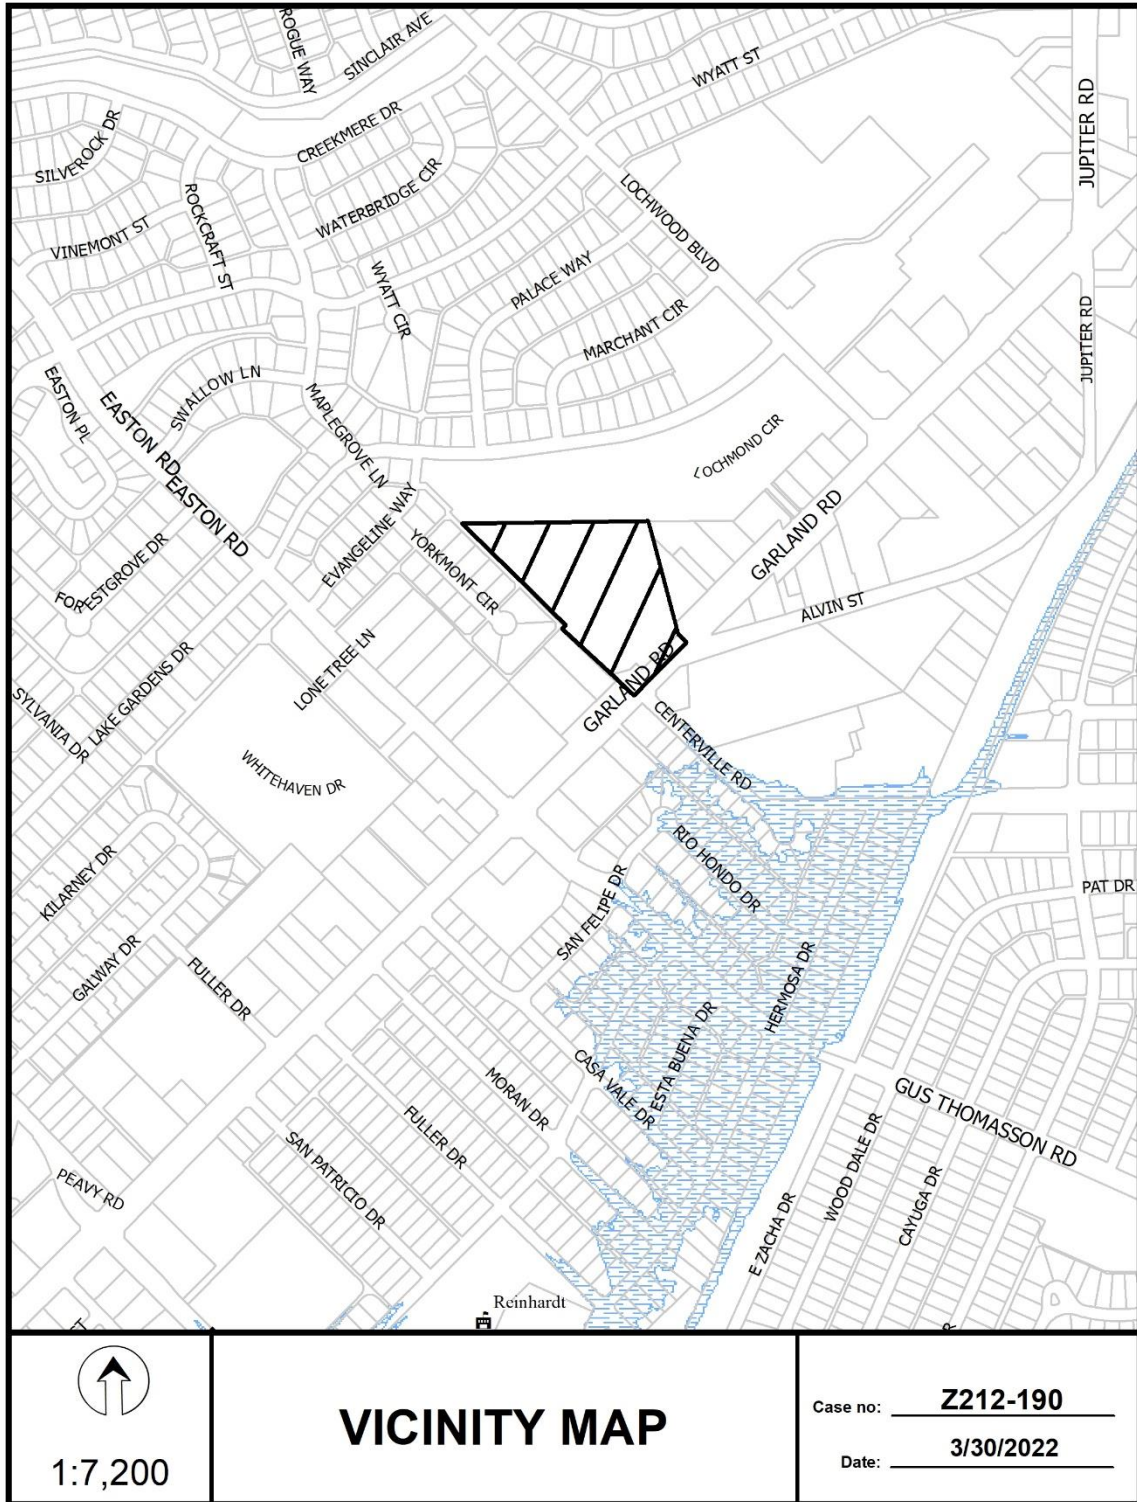 ROGUE WAY
SINCLAIR AVE
WYATT ST
JUPITER RD
CREEKMERE DR
SILVEROCK DR
WATERBRIDGE CIR
ROCKCRAFT ST
LOCHWOOD BLVD
VINEMONT ST
WYATT CIR
PALACE WAY
MARCHANT CIR
JUPITER RD
EASTON PL
SWALLOW LN
MAPLEGROVE LN
EASTON RD
EASTON RD
LOCHMOND CIR
EVANGELINE WAY
YORKMONT CIR
GARLAND RD
FORESTGROVE DR
ALVIN ST
LONE TREE LN
LAKE GARDENS DR
GARLAND RD
SYLVANIA DR
CENTERVILLE RD
WHITEHAVEN DR
RIO HONDO DR
KILARNEY DR
PAT DR
SAN FELIPE DR
GALWAY DR
FULLER DR
HERMOSA DR
ESTA BUENA DR
CASA VALE DR
MORAN DR
GUS THOMASSON RD
FULLER DR
SAN PATRICIO DR
WOOD DALE DR
PEAVY RD
CAYUGA DR
E ZACHA DR
Reinhardt
ST
R
1:7,200
VICINITY MAP
Case no: Z212-190
Date: 3/30/2022